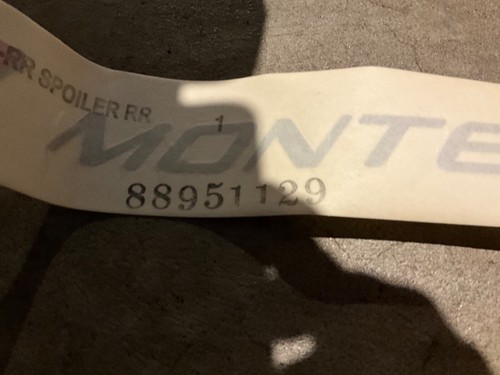 -RR SPOILER RR
1
MONTE
88951129